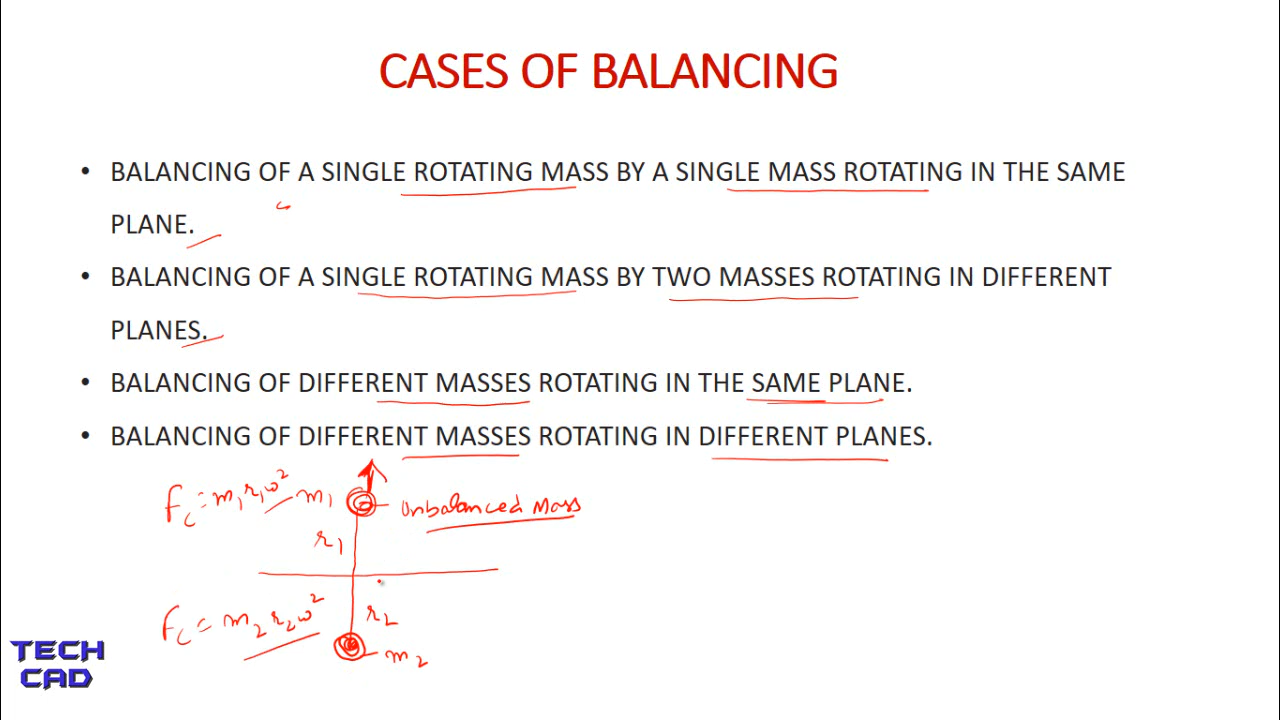 CASES OF BALANCING
• BALANCING OF A SINGLE ROTATING MASS BY A SINGLE MASS ROTATING IN THE SAME
PLANE.
• BALANCING OF A SINGLE ROTATING MASS BY TWO MASSES ROTATING IN DIFFERENT
PLANES.
• BALANCING OF DIFFERENT MASSES ROTATING IN THE SAME PLANE.
• BALANCING OF DIFFERENT MASSES ROTATING IN DIFFERENT PLANES.
Fc = m₁r₁ω² m₁ Unbalanced Mass
r₁
Fc = m₂r₂ω² r₂
m₂
TECH
CAD